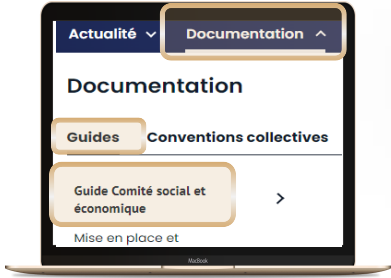 Actualité Documentation
Documentation
Guides Conventions collectives
Guide Comité social et
économique
Mise en place et
MacBook